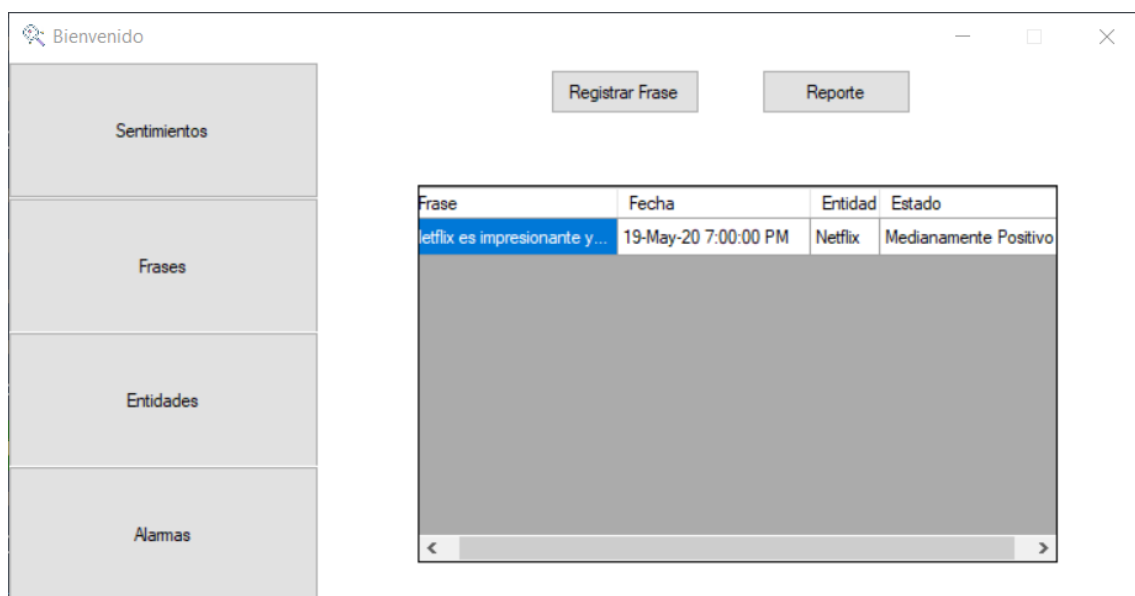 Bienvenido
Sentimientos
Frases
Entidades
Alarmas
Registrar Frase Reporte
Frase Fecha Entidad Estado
letflix es impresionante y... 19-May-20 7:00:00 PM Netflix Medianamente Positivo